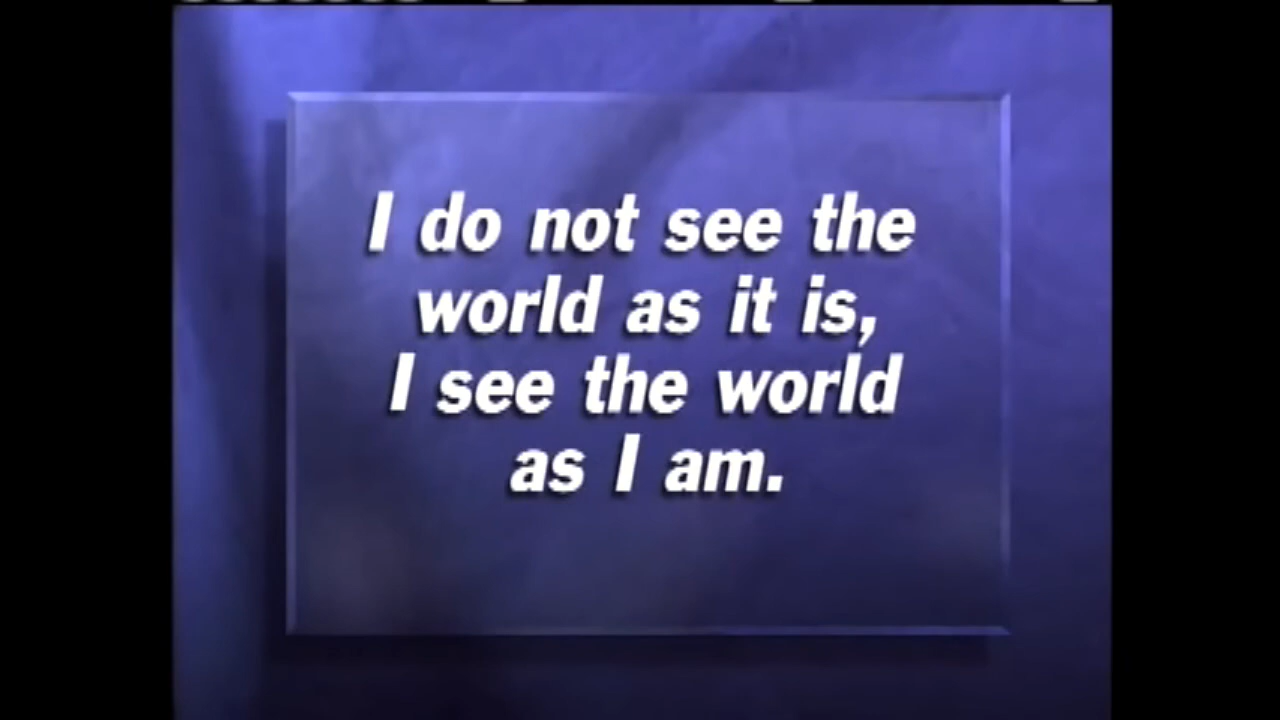 I do not see the
world as it is,
I see the world
as I am.